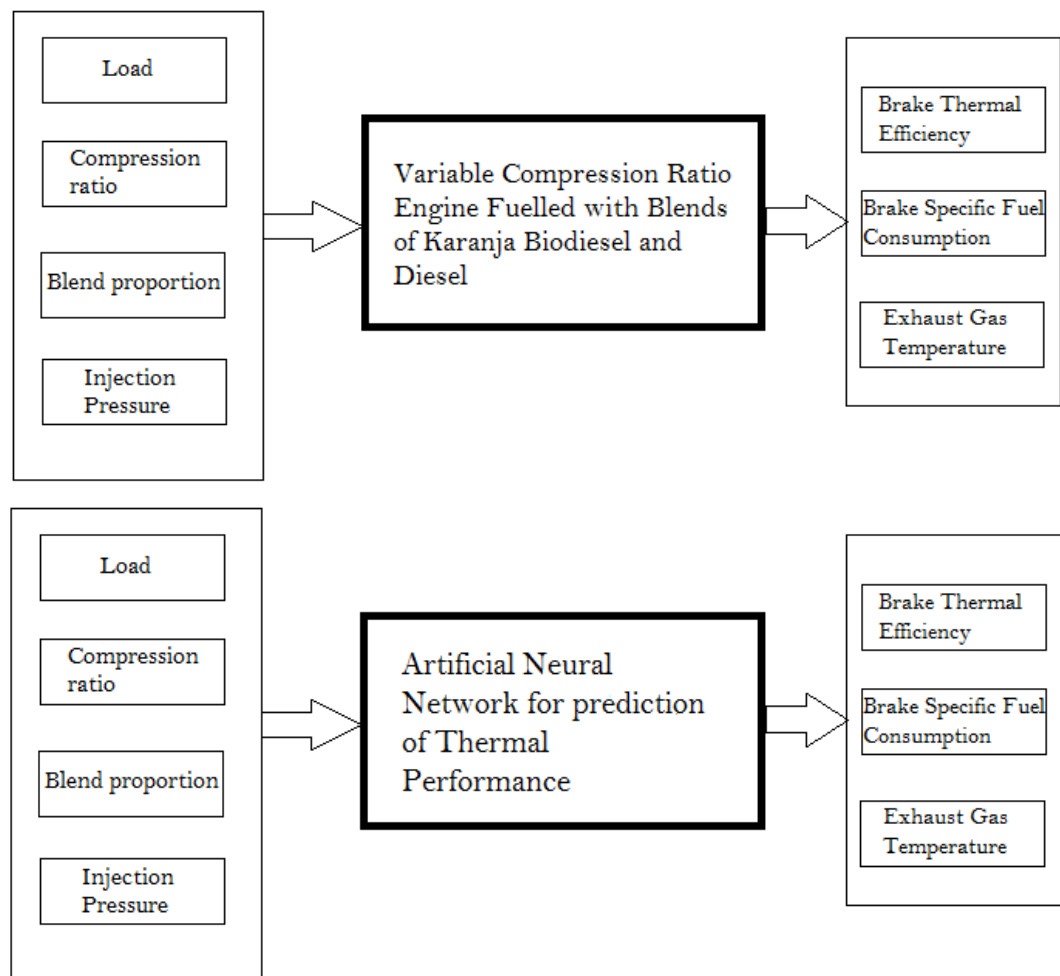 Load
Compression
ratio
Blend proportion
Injection
Pressure
Variable Compression Ratio
Engine Fuelled with Blends
of Karanja Biodiesel and
Diesel
Brake Thermal
Efficiency
Brake Specific Fuel
Consumption
Exhaust Gas
Temperature
Load
Compression
ratio
Blend proportion
Injection
Pressure
Artificial Neural
Network for prediction
of Thermal
Performance
Brake Thermal
Efficiency
Brake Specific Fuel
Consumption
Exhaust Gas
Temperature